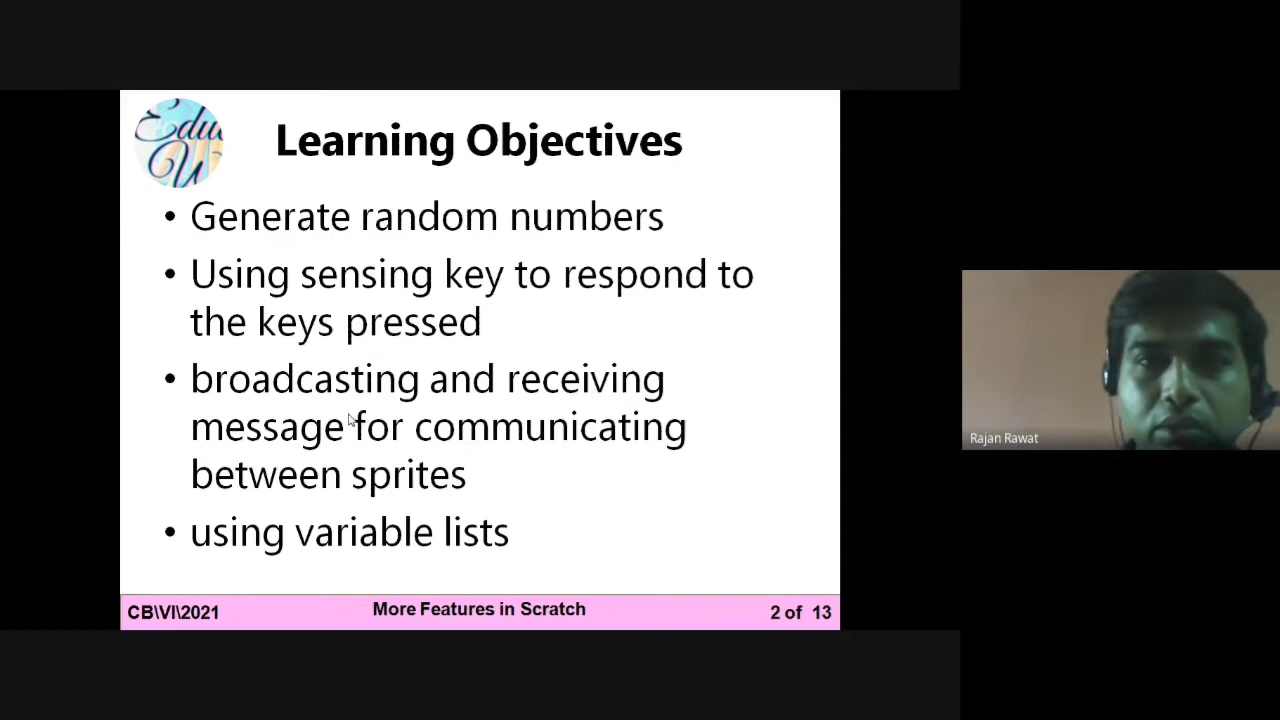 Edu
W
Learning Objectives
• Generate random numbers
• Using sensing key to respond to
the keys pressed
• broadcasting and receiving
message for communicating
between sprites
• using variable lists
CB\VI\2021
More Features in Scratch
2 of 13
Rajan Rawat